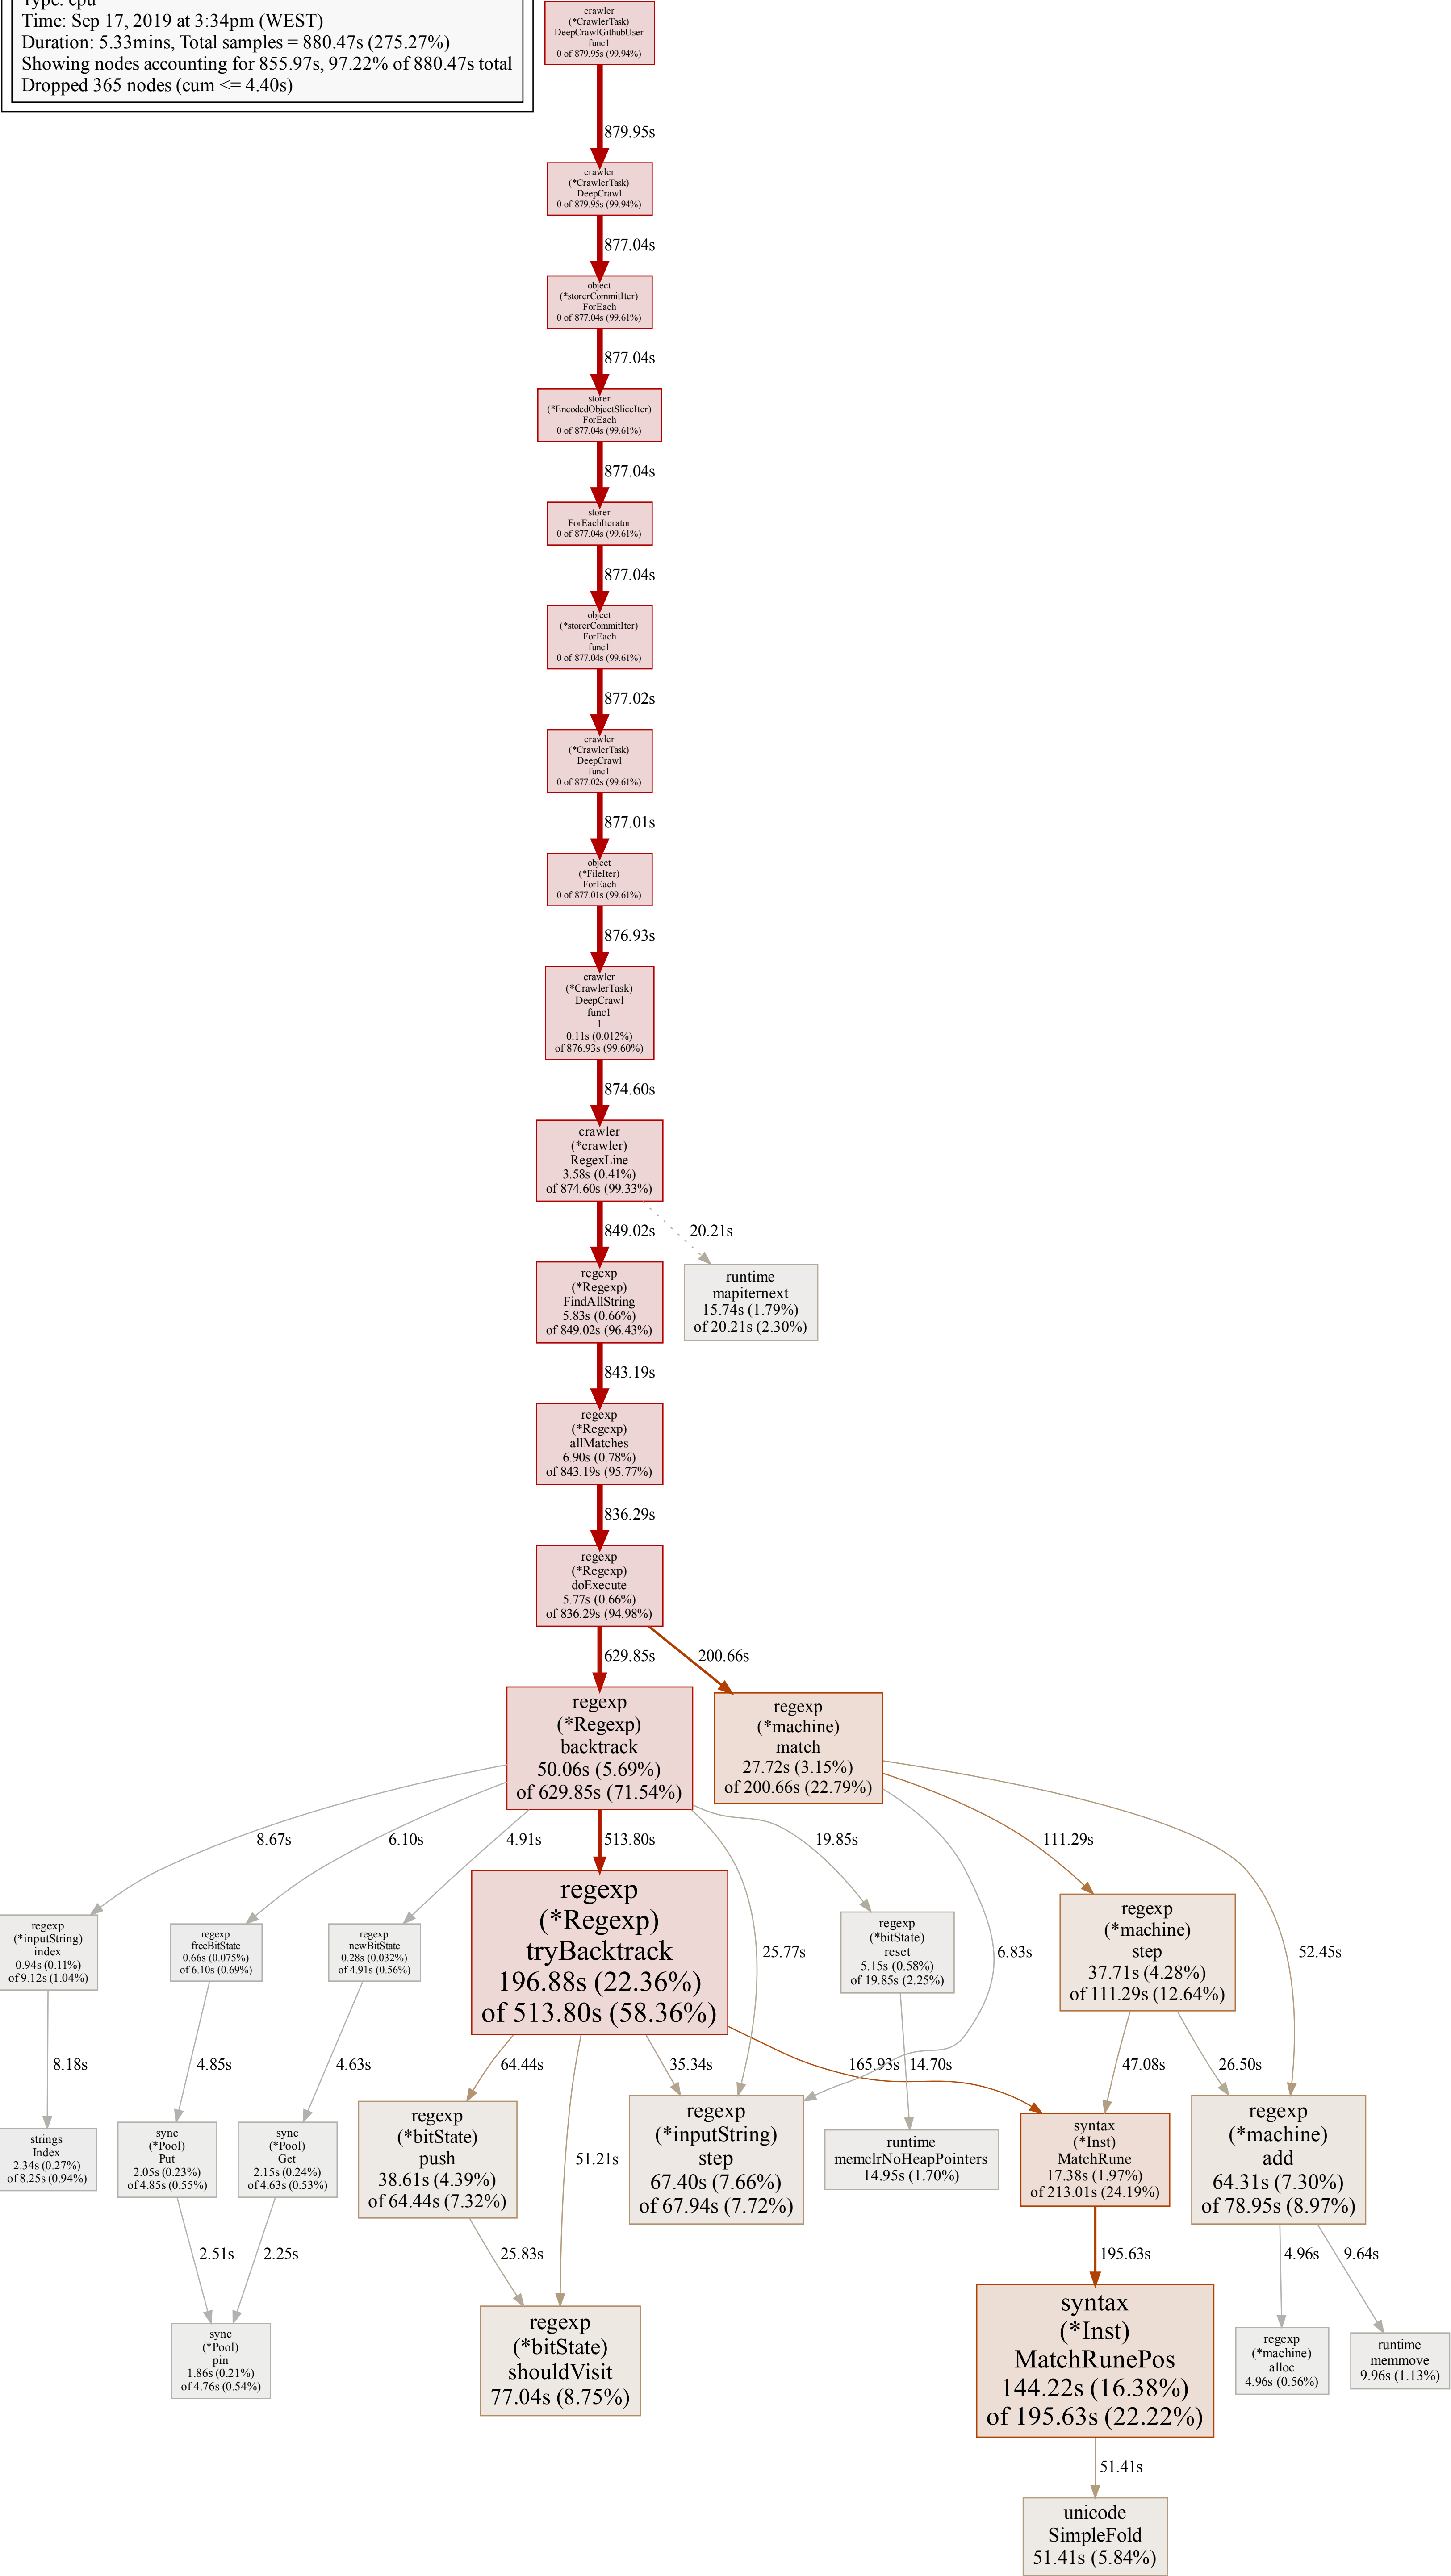 Type: cpu
Time: Sep 17, 2019 at 3:34pm (WEST)
Duration: 5.33mins, Total samples = 880.47s (275.27%)
Showing nodes accounting for 855.97s, 97.22% of 880.47s total
Dropped 365 nodes (cum <= 4.40s)
crawler
(*CrawlerTask)
DeepCrawlGithubUser
func1
0 of 879.95s (99.94%)
879.95s
crawler
(*CrawlerTask)
DeepCrawl
0 of 879.95s (99.94%)
877.04s
object
(*storerCommitIter)
ForEach
0 of 877.04s (99.61%)
877.04s
storer
(*EncodedObjectSliceIter)
ForEach
0 of 877.04s (99.61%)
877.04s
storer
ForEachIterator
0 of 877.04s (99.61%)
877.04s
object
(*storerCommitIter)
ForEach
func1
0 of 877.04s (99.61%)
877.02s
crawler
(*CrawlerTask)
DeepCrawl
func1
0 of 877.02s (99.61%)
877.01s
object
(*FileIter)
ForEach
0 of 877.01s (99.61%)
876.93s
crawler
(*CrawlerTask)
DeepCrawl
func1
1
0.11s (0.012%)
of 876.93s (99.60%)
874.60s
crawler
(*crawler)
RegexLine
3.58s (0.41%)
of 874.60s (99.33%)
849.02s
20.21s
regexp
(*Regexp)
FindAllString
5.83s (0.66%)
of 849.02s (96.43%)
runtime
mapiternext
15.74s (1.79%)
of 20.21s (2.30%)
843.19s
regexp
(*Regexp)
allMatches
6.90s (0.78%)
of 843.19s (95.77%)
836.29s
regexp
(*Regexp)
doExecute
5.77s (0.66%)
of 836.29s (94.98%)
629.85s
200.66s
regexp
(*Regexp)
backtrack
50.06s (5.69%)
of 629.85s (71.54%)
regexp
(*machine)
match
27.72s (3.15%)
of 200.66s (22.79%)
8.67s
6.10s
4.91s
513.80s
19.85s
111.29s
regexp
(*inputString)
index
0.94s (0.11%)
of 9.12s (1.04%)
regexp
freeBitState
0.66s (0.075%)
of 6.10s (0.69%)
regexp
newBitState
0.28s (0.032%)
of 4.91s (0.56%)
regexp
(*Regexp)
tryBacktrack
196.88s (22.36%)
of 513.80s (58.36%)
25.77s
regexp
(*bitState)
reset
5.15s (0.58%)
of 19.85s (2.25%)
6.83s
regexp
(*machine)
step
37.71s (4.28%)
of 111.29s (12.64%)
52.45s
8.18s
4.85s
4.63s
64.44s
35.34s
165.93s
14.70s
47.08s
26.50s
strings
Index
2.34s (0.27%)
of 8.25s (0.94%)
sync
(*Pool)
Put
2.05s (0.23%)
of 4.85s (0.55%)
sync
(*Pool)
Get
2.15s (0.24%)
of 4.63s (0.53%)
regexp
(*bitState)
push
38.61s (4.39%)
of 64.44s (7.32%)
51.21s
regexp
(*inputString)
step
67.40s (7.66%)
of 67.94s (7.72%)
runtime
memclrNoHeapPointers
14.95s (1.70%)
syntax
(*Inst)
MatchRune
17.38s (1.97%)
of 213.01s (24.19%)
regexp
(*machine)
add
64.31s (7.30%)
of 78.95s (8.97%)
2.51s
2.25s
25.83s
195.63s
4.96s
9.64s
sync
(*Pool)
pin
1.86s (0.21%)
of 4.76s (0.54%)
regexp
(*bitState)
shouldVisit
77.04s (8.75%)
syntax
(*Inst)
MatchRunePos
144.22s (16.38%)
of 195.63s (22.22%)
regexp
(*machine)
alloc
4.96s (0.56%)
runtime
memmove
9.96s (1.13%)
51.41s
unicode
SimpleFold
51.41s (5.84%)